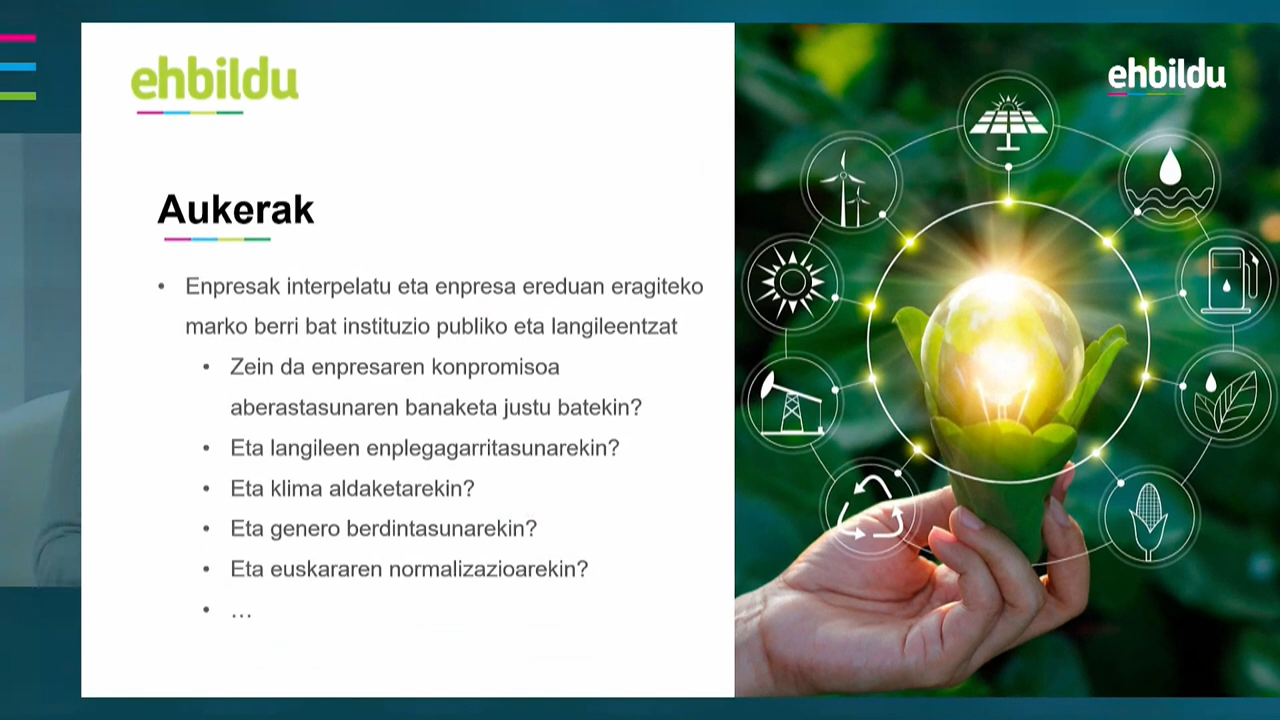 ehbildu
ehbildu
Aukerak
• Enpresak interpelatu eta enpresa ereduan eragiteko
marko berri bat instituzio publiko eta langileentzat
• Zein da enpresaren konpromisoa
aberastasunaren banaketa justu batekin?
• Eta langileen enplegagarritasunarekin?
• Eta klima aldaketarekin?
• Eta genero berdintasunarekin?
• Eta euskararen normalizazioarekin?
• …